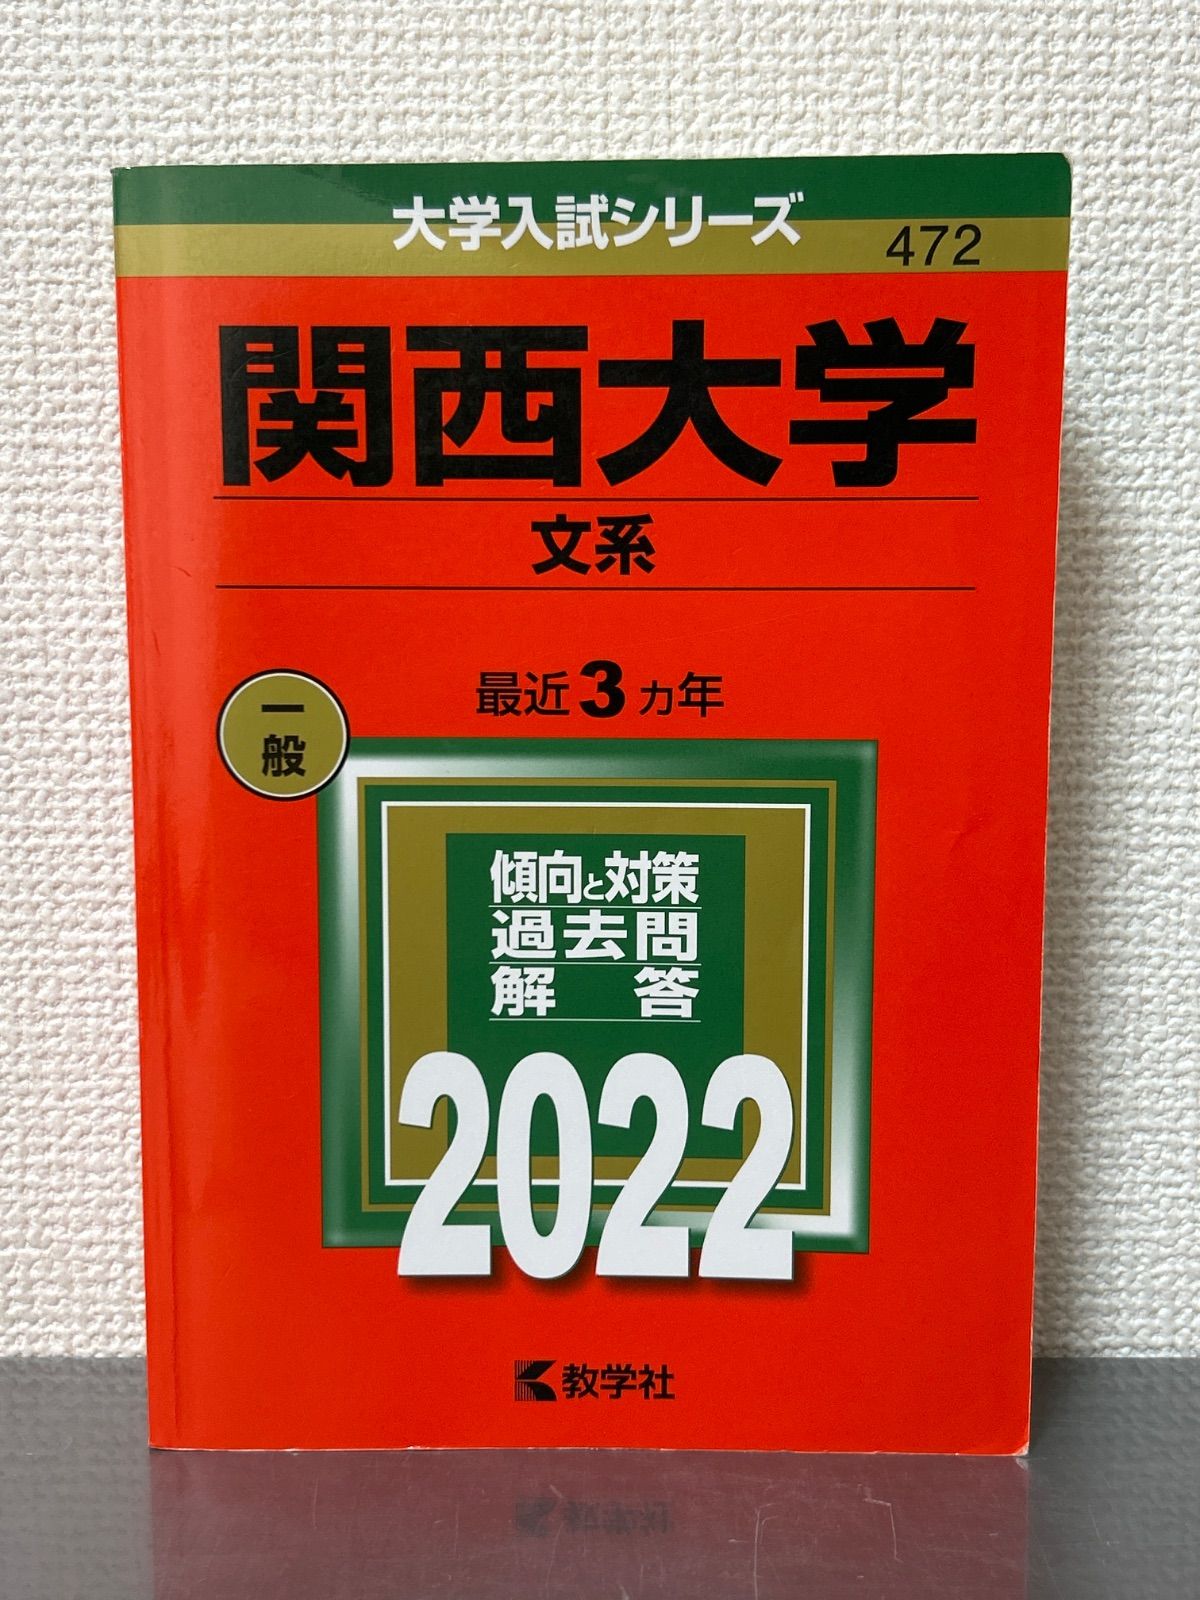 大学入試シリーズ
472
関西大学
文系
最近3カ年
一般
傾向と対策
過去問
解答
2022
教学社